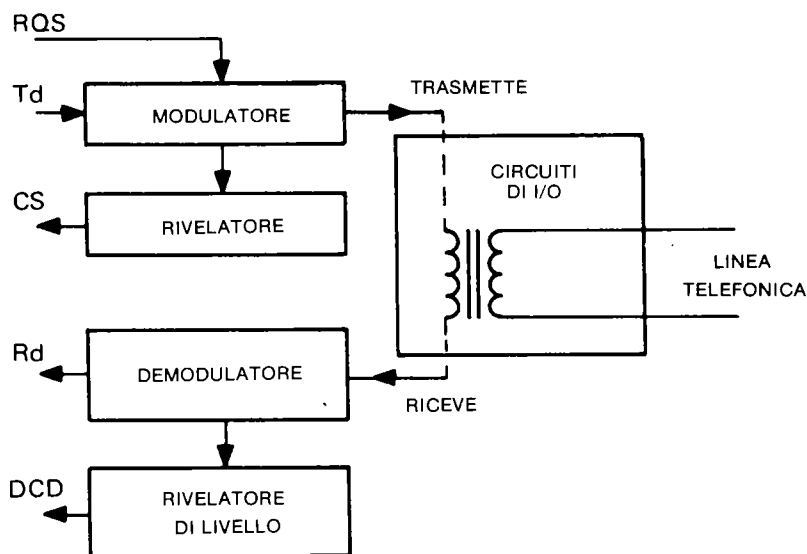 RQS
Td
MODULATORE
TRASMETTE
CIRCUITI
DI I/O
CS
RIVELATORE
LINEA
TELEFONICA
Rd
DEMODULATORE
RICEVE
DCD
RIVELATORE
DI LIVELLO